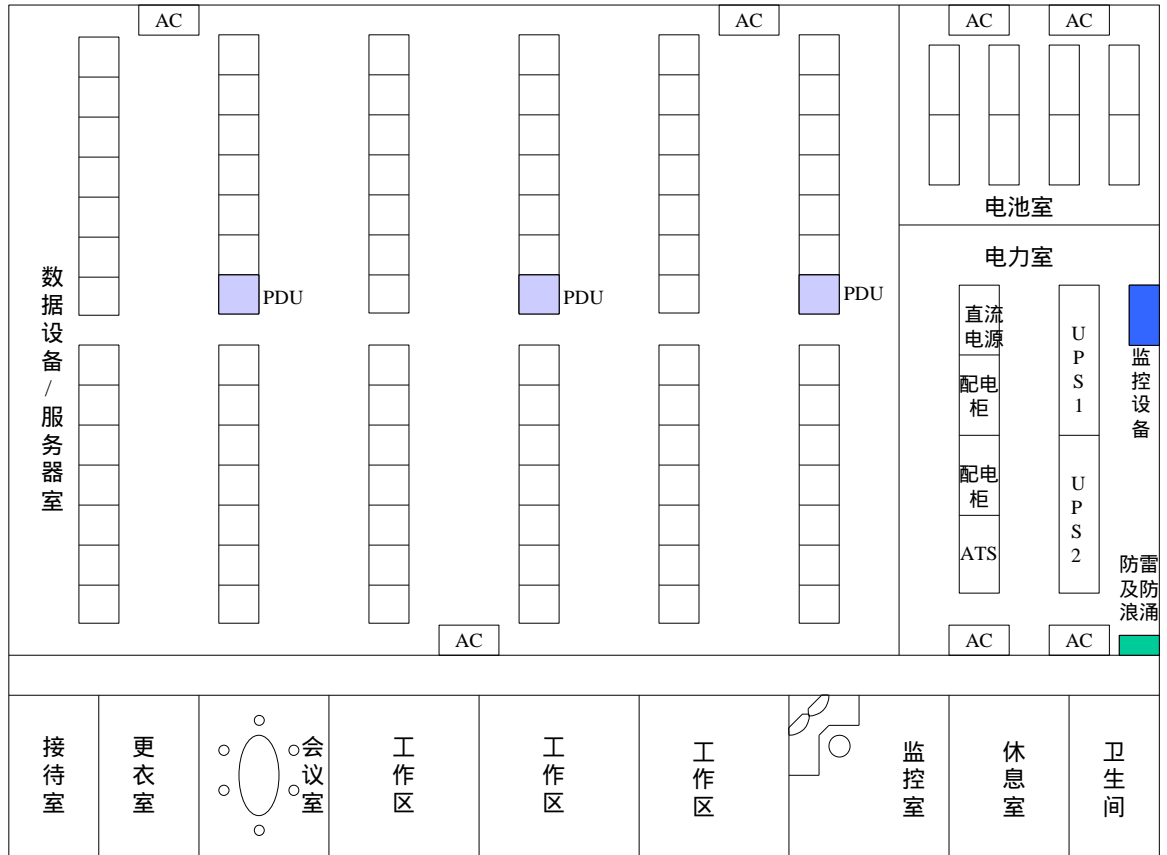 AC
AC
AC
AC
电池室
电力室
数据设备/服务器室
PDU
PDU
PDU
直流
电源
配电
柜
配电
柜
ATS
UPS1
UPS2
监控设备
防雷
及防
浪涌
AC
AC
AC
接待室
更衣室
会议室
工作区
工作区
工作区
监控室
休息室
卫生间